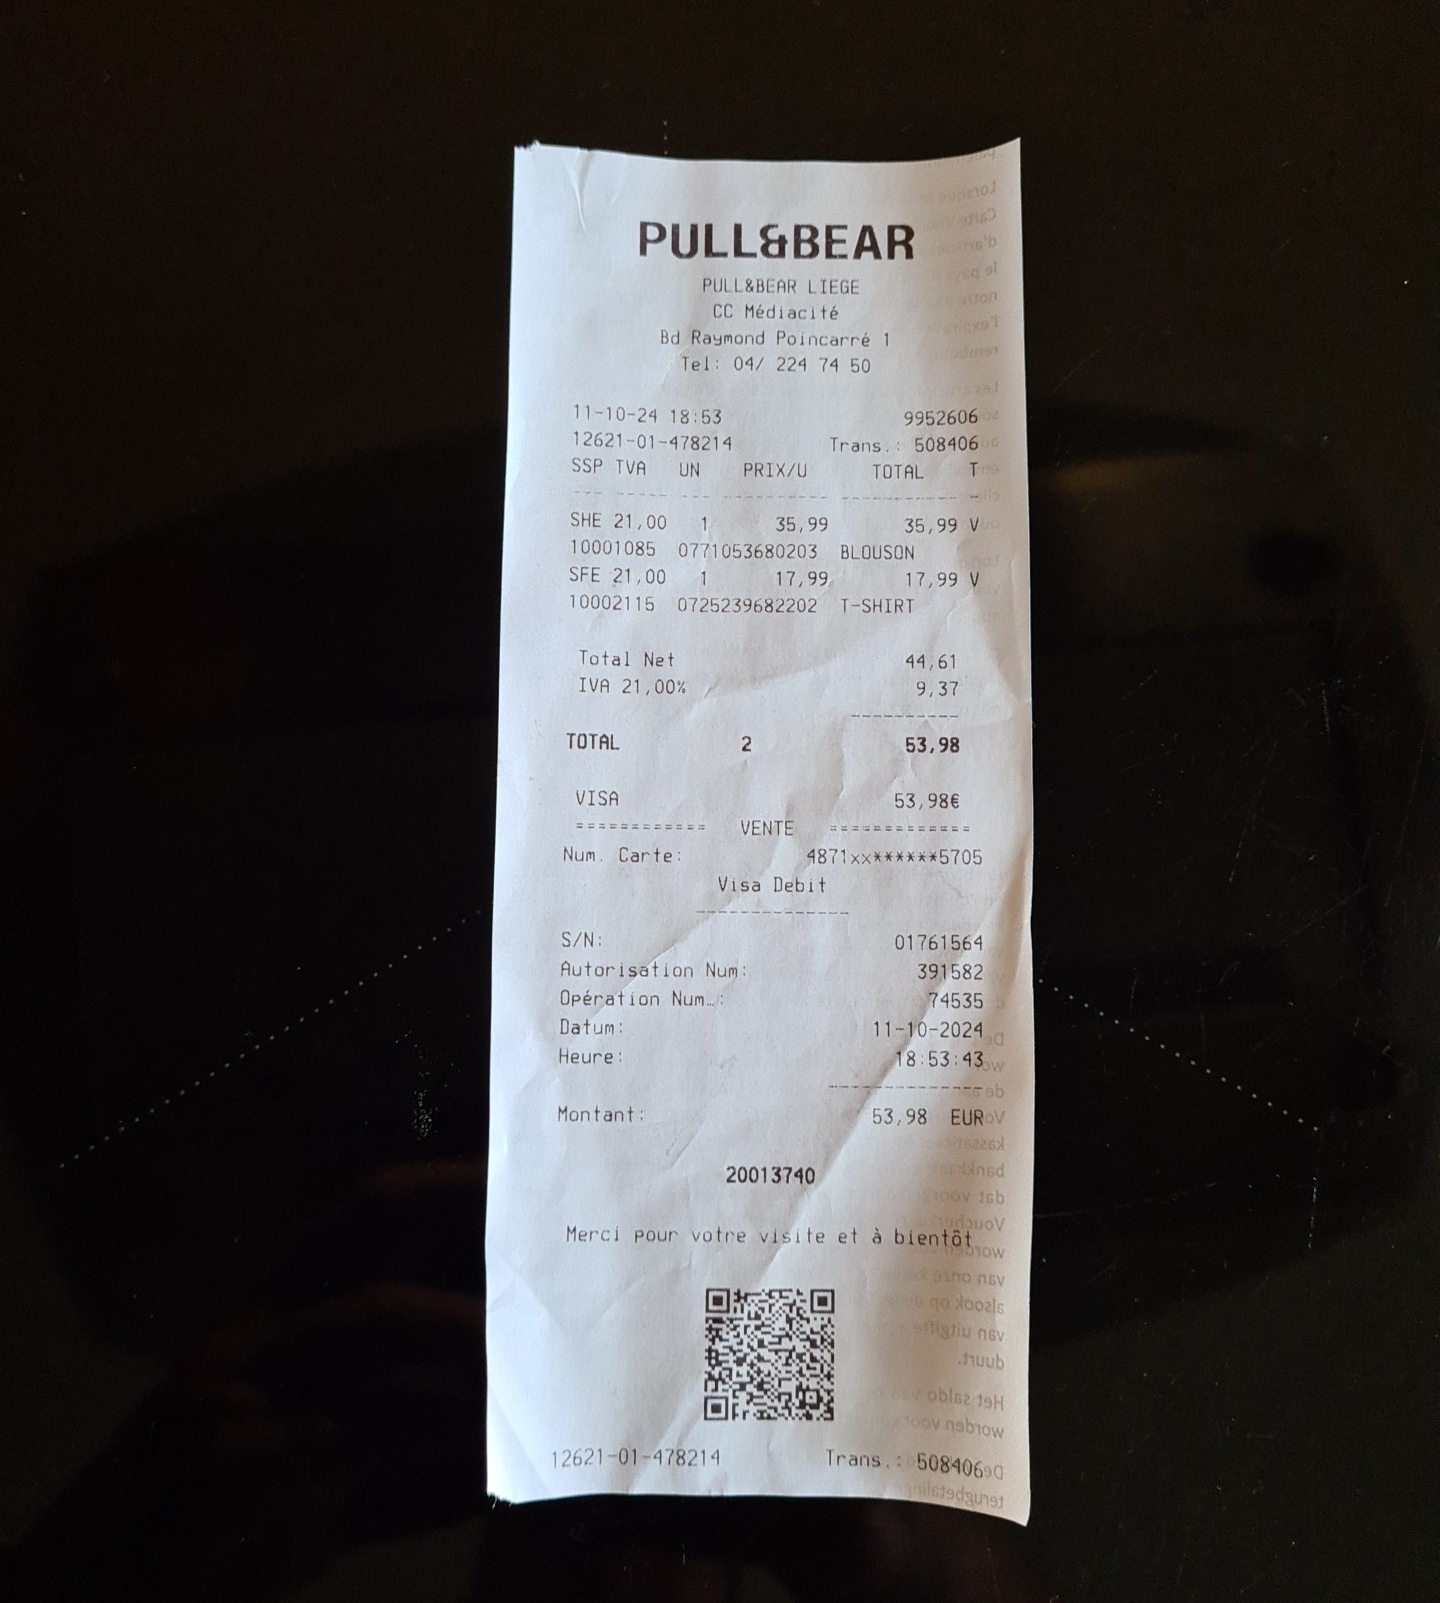 PULL&BEAR
PULL&BEAR LIEGE
CC Médiacité
Bd Raymond Poincarré 1
Tel: 04/ 224 74 50
11-10-24 18:53 9952606
12621-01-478214 Trans.: 508406
SSP TVA UN PRIX/U TOTAL T
--- ----- -- -------- ----------- -
SHE 21,00 1 35,99 35,99 V
10001085 0771053680203 BLOUSON
SFE 21,00 1 17,99 17,99 V
10002115 0725239682202 T-SHIRT
Total Net 44,61
IVA 21,00% 9,37
----------
TOTAL 2 53,98
VISA 53,98€
============ VENTE =============
Num. Carte: 4871xx******5705
Visa Debit
--------------
S/N: 01761564
Autorisation Num: 391582
Opération Num…: 74535
Datum: 11-10-2024
Heure: 18:53:43
---------------
Montant: 53,98 EUR
20013740
Merci pour votre visite et à bientôt
12621-01-478214 Trans.: 508406